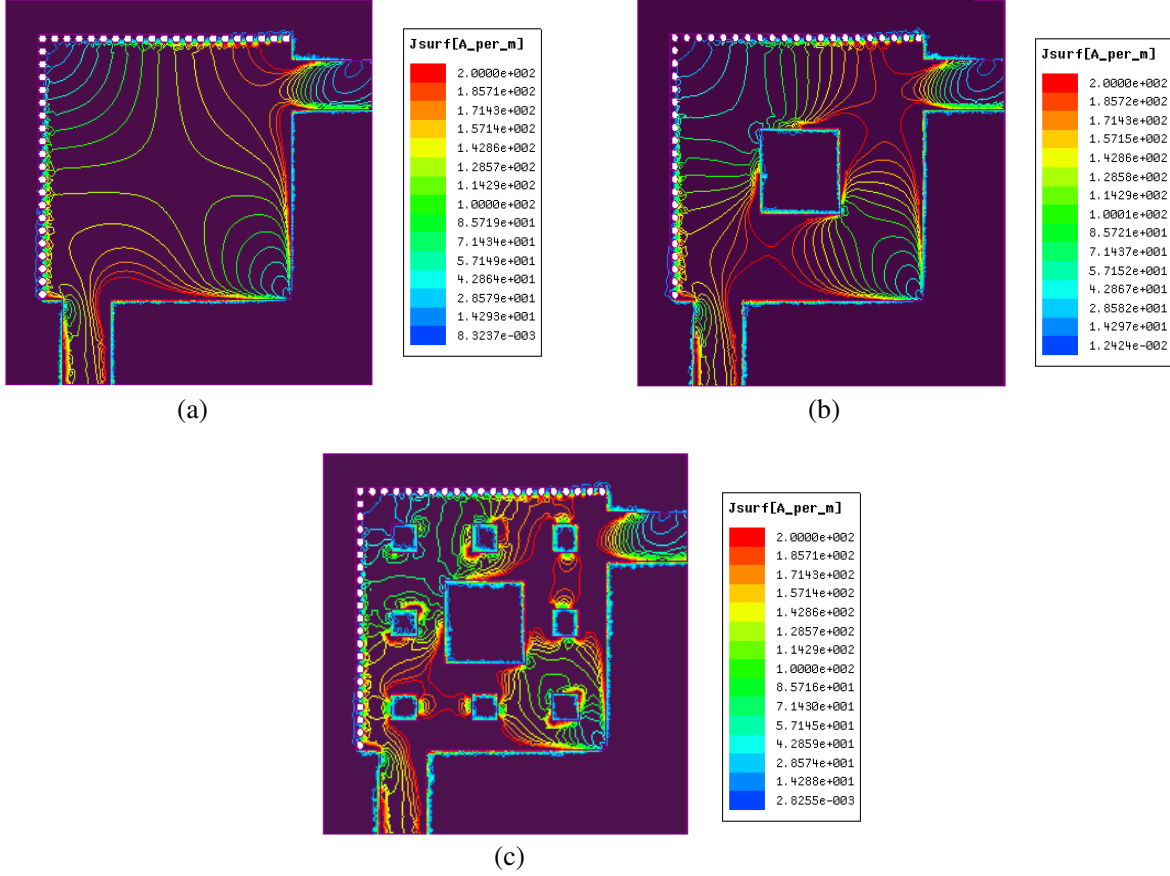 Jsurf[A_per_m]
2.0000e+002
1.8571e+002
1.7143e+002
1.5714e+002
1.4286e+002
1.2857e+002
1.1429e+002
1.0000e+002
8.5719e+001
7.1434e+001
5.7149e+001
4.2864e+001
2.8579e+001
1.4293e+001
8.3237e-003
(a)
Jsurf[A_per_m]
2.0000e+002
1.8572e+002
1.7143e+002
1.5715e+002
1.4286e+002
1.2858e+002
1.1429e+002
1.0001e+002
8.5721e+001
7.1437e+001
5.7152e+001
4.2867e+001
2.8582e+001
1.4297e+001
1.2424e-002
(b)
Jsurf[A_per_m]
2.0000e+002
1.8571e+002
1.7143e+002
1.5714e+002
1.4286e+002
1.2857e+002
1.1429e+002
1.0000e+002
8.5716e+001
7.1430e+001
5.7145e+001
4.2859e+001
2.8574e+001
1.4288e+001
2.8255e-003
(c)